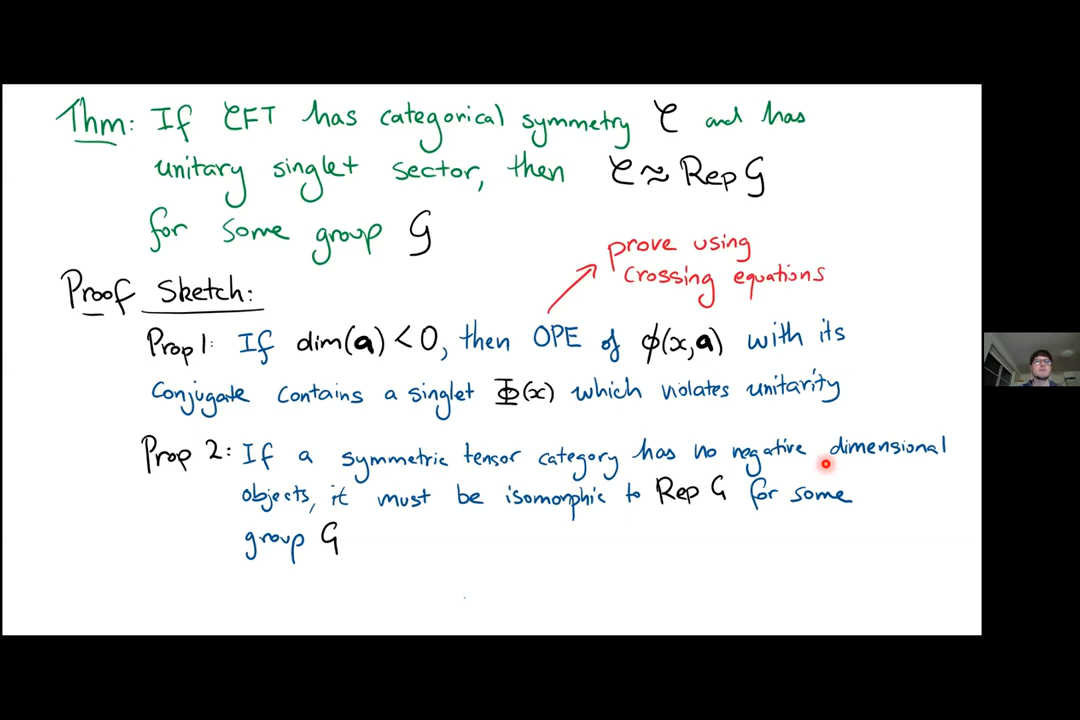 Thm: If CFT has categorical symmetry C and has
unitary singlet sector, then C ≈ Rep G
for some group G
prove using
crossing equations
Proof Sketch:
Prop 1: If dim(a) < 0, then OPE of ϕ(x,a) with its
Conjugate contains a singlet Φ(x) which violates unitarity
Prop 2: If a symmetric tensor category has no negative dimensional
objects, it must be isomorphic to Rep G for some
group G